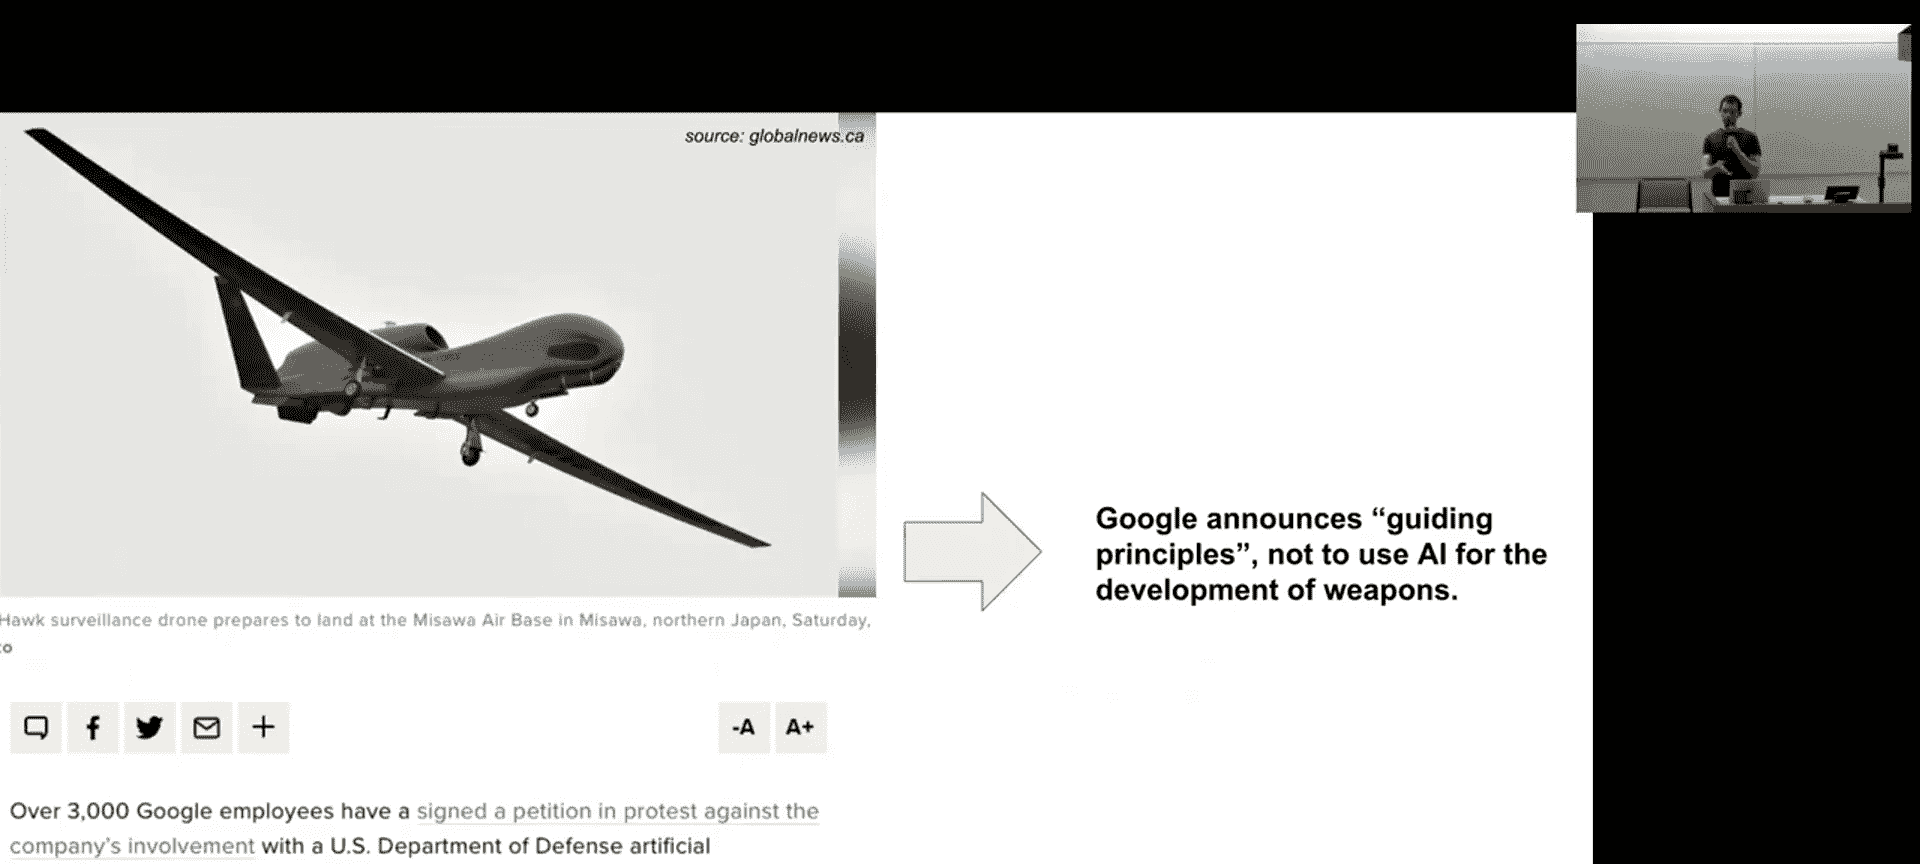 source: globalnews.ca
Google announces “guiding
principles”, not to use AI for the
development of weapons.
Hawk surveillance drone prepares to land at the Misawa Air Base in Misawa, northern Japan, Saturday,
-A A+
Over 3,000 Google employees have a signed a petition in protest against the
company's involvement with a U.S. Department of Defense artificial